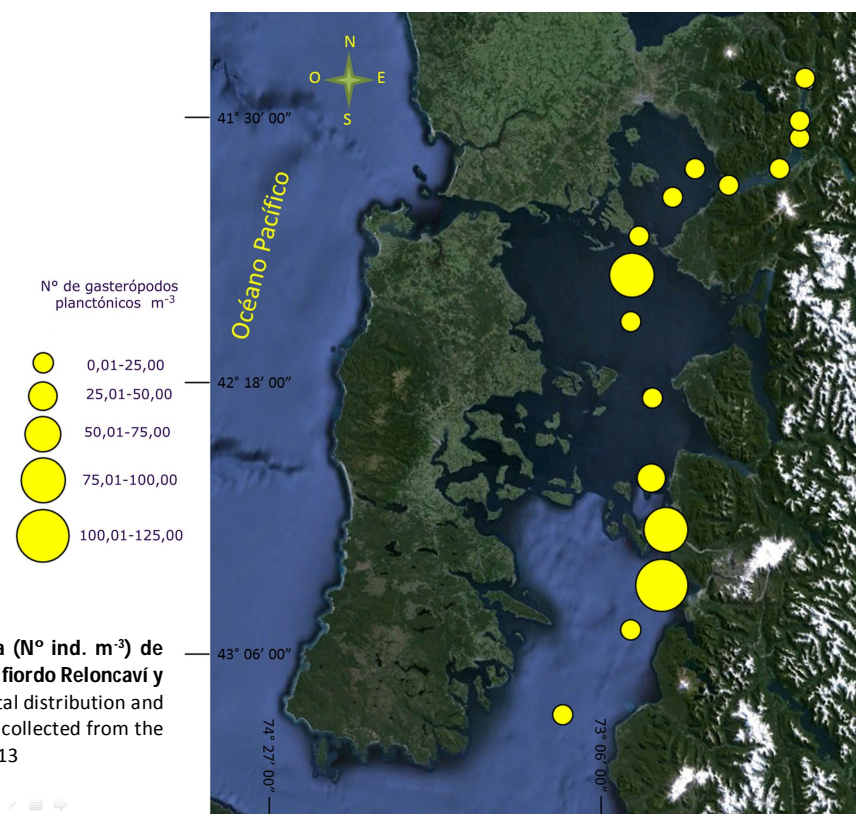 N
O
E
S
41° 30’ 00”
Océano Pacífico
Nº de gasterópodos
planctónicos m⁻³
0,01-25,00
25,01-50,00
50,01-75,00
75,01-100,00
100,01-125,00
42° 18’ 00”
43° 06’ 00”
74° 27’ 00”
73° 06’ 00”
a (Nº ind. m⁻³) de
fiordo Reloncaví y
tal distribution and
collected from the
13